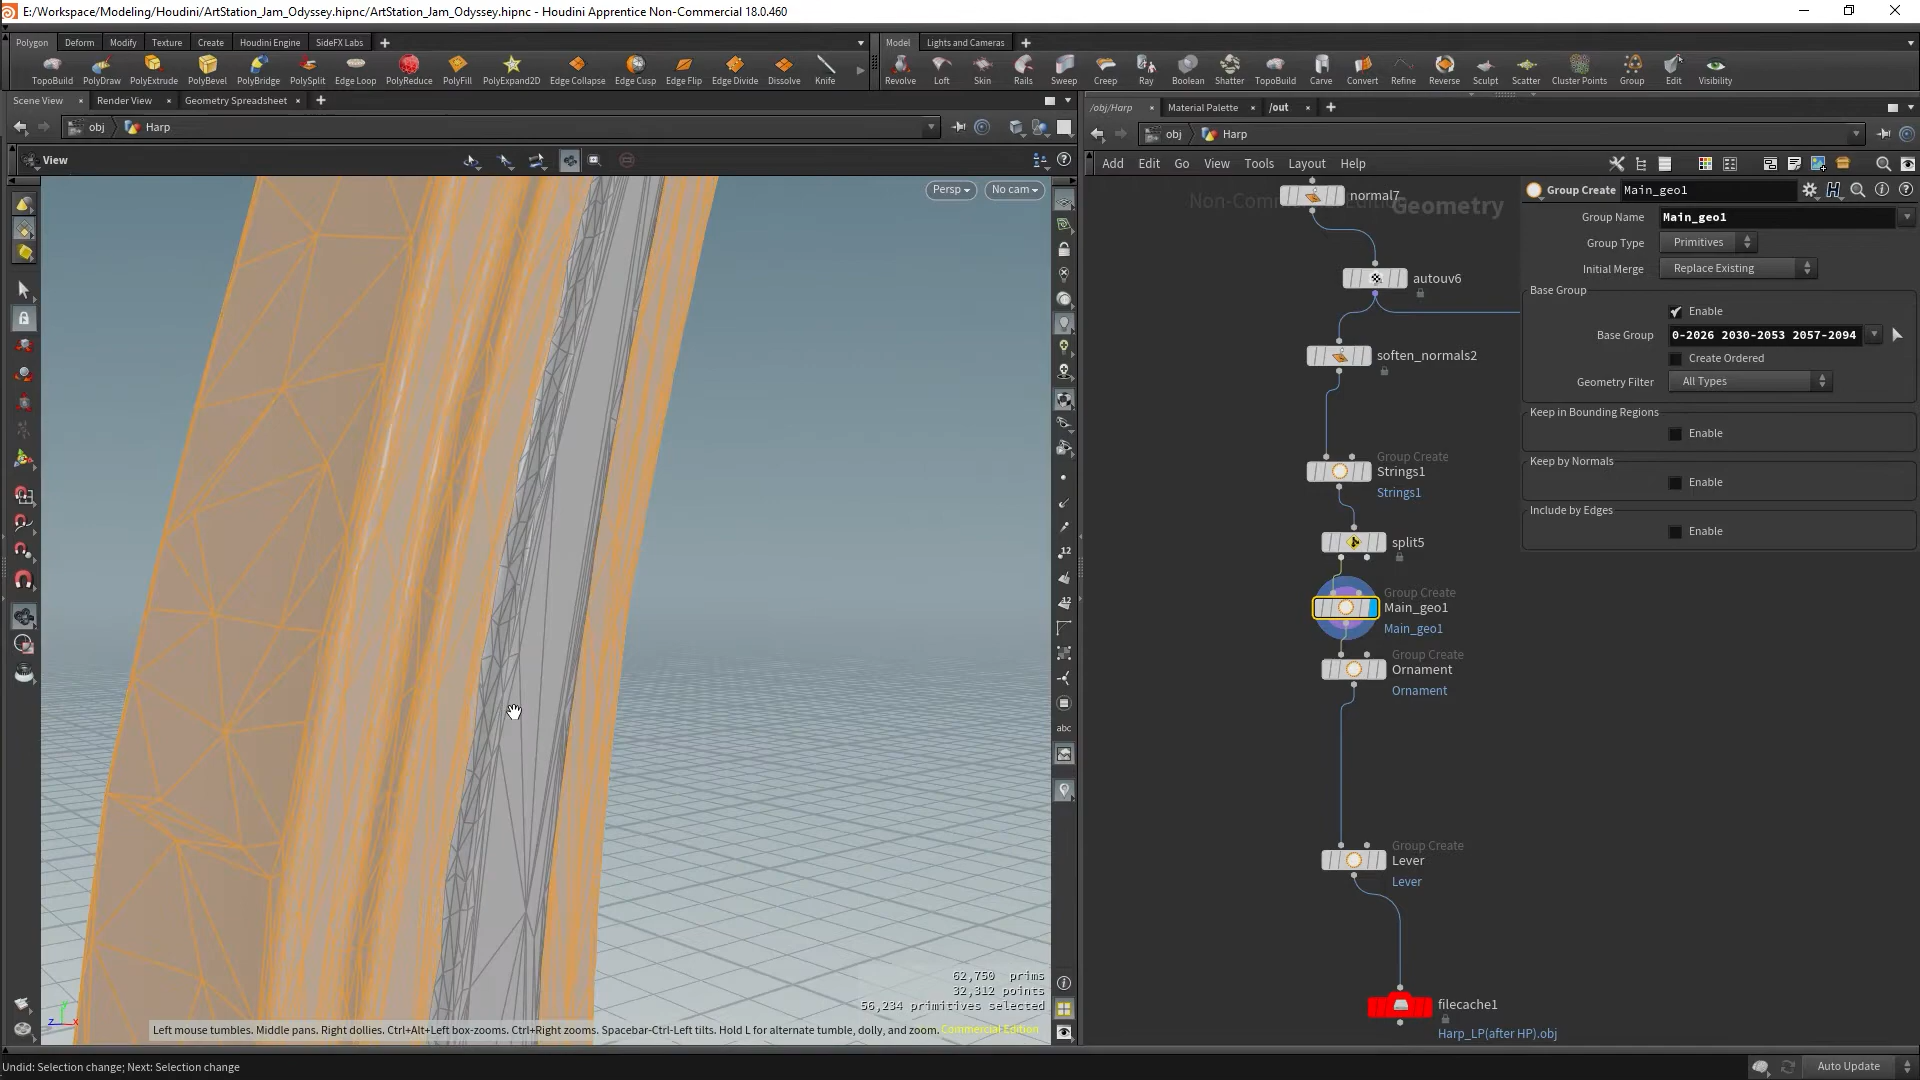 E:/Workspace/Modeling/Houdini/ArtStation_Jam_Odyssey.hipnc/ArtStation_Jam_Odyssey.hipnc - Houdini Apprentice Non-Commercial 18.0.460
Polygon Deform Modify Texture Create Houdini Engine SideFX Labs
Model Lights and Cameras
TopoBuild PolyDraw PolyExtrude PolyBevel PolyBridge PolySplit Edge Loop PolyReduce PolyFill PolyExpand2D Edge Collapse Edge Cusp Edge Flip Edge Divide Dissolve Knife
Revolve Loft Skin Rails Sweep Creep Ray Boolean Shatter TopoBuild Carve Convert Refine Reverse Sculpt Scatter Cluster Points Group Edit Visibility
Scene View Render View Geometry Spreadsheet
/obj/Harp Material Palette /out
obj Harp
obj Harp
View
Add Edit Go View Tools Layout Help
Persp No cam
normal7
Geometry
autouv6
soften_normals2
Group Create
Strings1
Strings1
split5
Group Create
Main_geo1
Main_geo1
Group Create
Ornament
Ornament
Group Create
Lever
Lever
filecache1
Harp_LP(after HP).obj
Group Create Main_geo1
Group Name Main_geo1
Group Type Primitives
Initial Merge Replace Existing
Base Group
Enable
Base Group 0-2026 2030-2053 2057-2094
Create Ordered
Geometry Filter All Types
Keep in Bounding Regions
Enable
Keep by Normals
Enable
Include by Edges
Enable
12
12
abc
62,750 prims
32,312 points
56,234 primitives selected
Left mouse tumbles. Middle pans. Right dollies. Ctrl+Alt+Left box-zooms. Ctrl+Right zooms. Spacebar-Ctrl-Left tilts. Hold L for alternate tumble, dolly, and zoom.
Commercial Edition
y
z x
Undid: Selection change; Next: Selection change
Auto Update